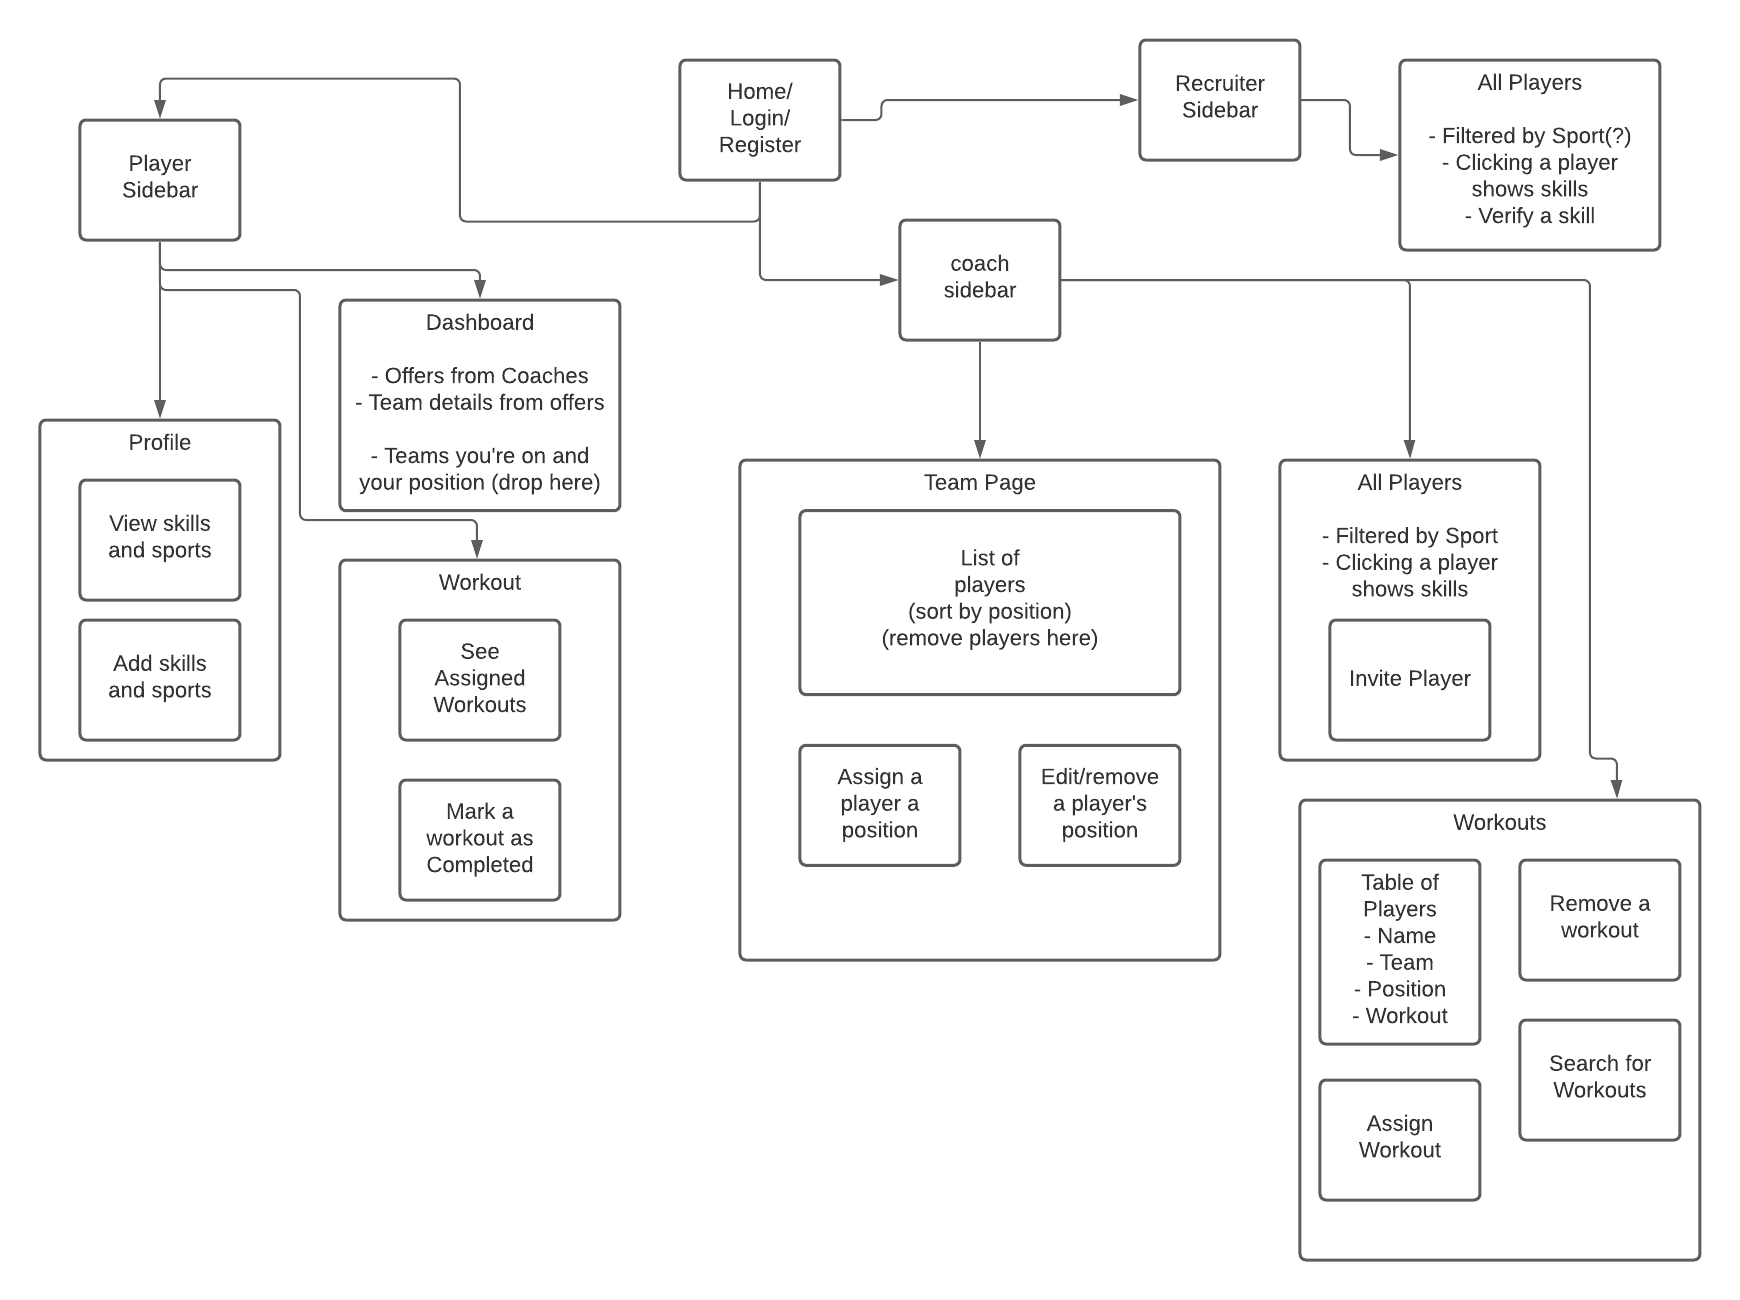 Home/
Login/
Register
Recruiter
Sidebar
All Players
- Filtered by Sport(?)
- Clicking a player
shows skills
- Verify a skill
Player
Sidebar
coach
sidebar
Dashboard
- Offers from Coaches
- Team details from offers
- Teams you're on and
your position (drop here)
Profile
View skills
and sports
Add skills
and sports
Workout
See
Assigned
Workouts
Mark a
workout as
Completed
Team Page
List of
players
(sort by position)
(remove players here)
Assign a
player a
position
Edit/remove
a player's
position
All Players
- Filtered by Sport
- Clicking a player
shows skills
Invite Player
Workouts
Table of
Players
- Name
- Team
- Position
- Workout
Remove a
workout
Search for
Workouts
Assign
Workout